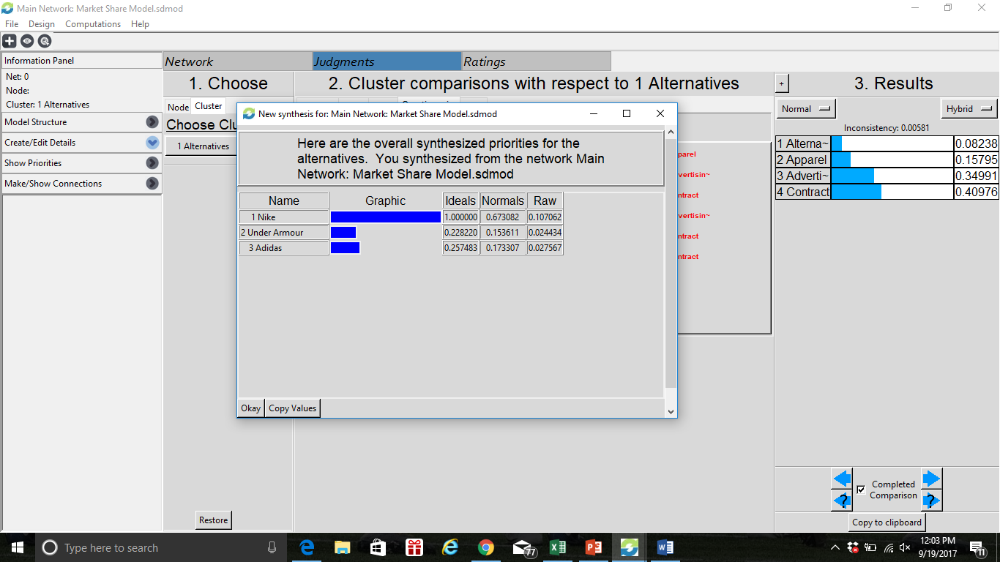 Main Network: Market Share Model.sdmod
File Design Computations Help
Information Panel
Net: 0
Node:
Cluster: 1 Alternatives
Model Structure
Create/Edit Details
Show Priorities
Make/Show Connections
Network Judgments Ratings
1. Choose
Node Cluster
Choose Clu
1 Alternatives
Restore
2. Cluster comparisons with respect to 1 Alternatives
New synthesis for: Main Network: Market Share Model.sdmod
Here are the overall synthesized priorities for the
alternatives. You synthesized from the network Main
Network: Market Share Model.sdmod
Name Graphic Ideals Normals Raw
1 Nike 1.000000 0.673082 0.107062
2 Under Armour 0.228220 0.153611 0.024434
3 Adidas 0.257483 0.173307 0.027567
Okay Copy Values
parel
vertisin~
ntract
vertisin~
ntract
ntract
+ 3. Results
Normal Hybrid
Inconsistency: 0.00581
1 Alterna~ 0.08238
2 Apparel 0.15795
3 Adverti~ 0.34991
4 Contract 0.40976
Completed
Comparison
Copy to clipboard
Type here to search
77
12:03 PM
9/19/2017
11